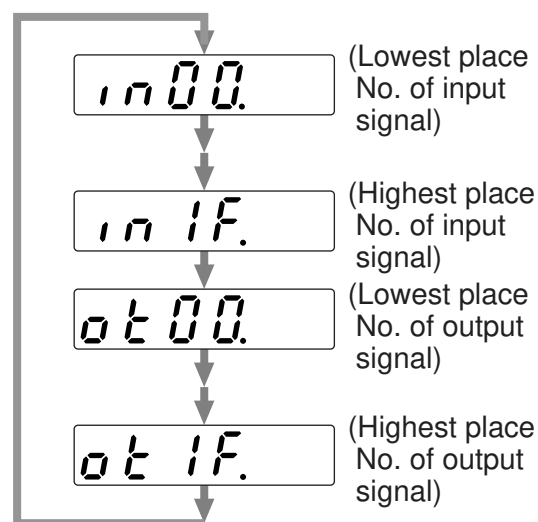 in00.
(Lowest place
No. of input
signal)
in1F.
(Highest place
No. of input
signal)
ot00.
(Lowest place
No. of output
signal)
ot1F.
(Highest place
No. of output
signal)